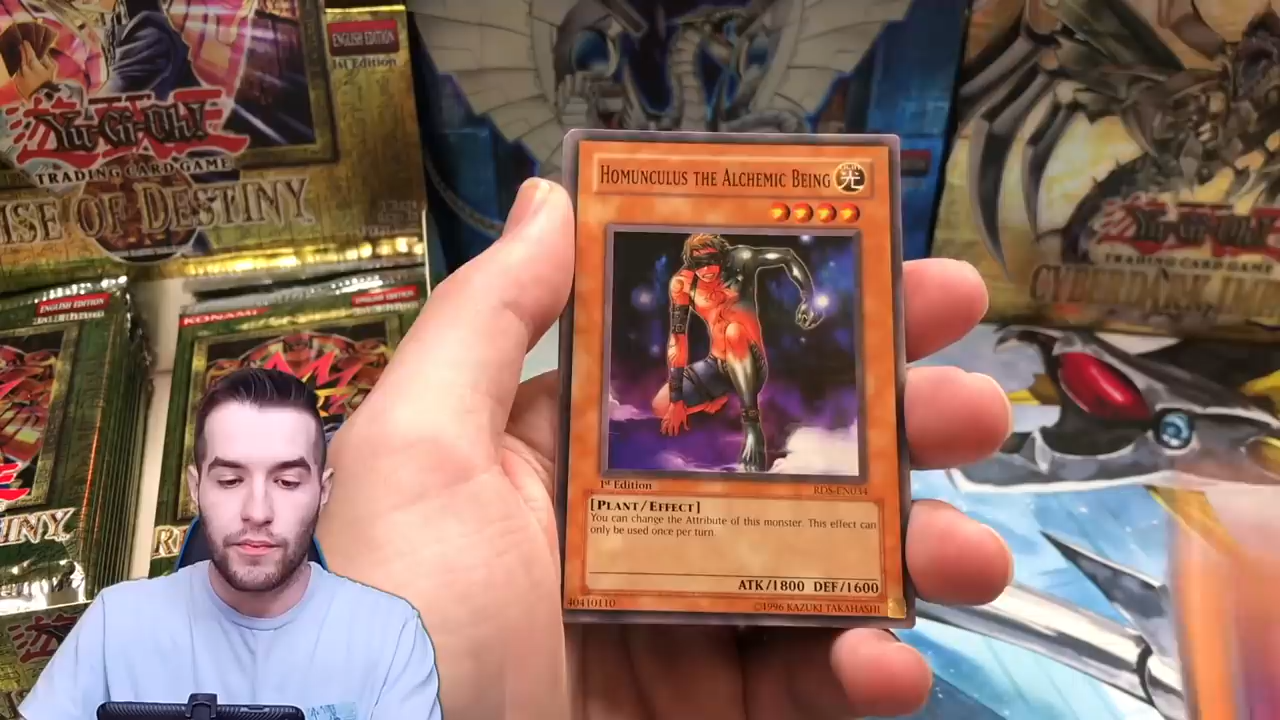 ENGLISH EDITION
1st Edition
Yu-Gi-Oh!
TRADING CARD GAME
RISE OF DESTINY
ENGLISH EDITION
ENGLISH EDITION
KONAMI
HOMUNCULUS THE ALCHEMIC BEING 光
1st Edition
RDS-EN034
[PLANT/EFFECT]
You can change the Attribute of this monster. This effect can
only be used once per turn.
ATK/1800 DEF/1600
40410110
©1996 KAZUKI TAKAHASHI
Yu-Gi-Oh!
TRADING CARD GAME